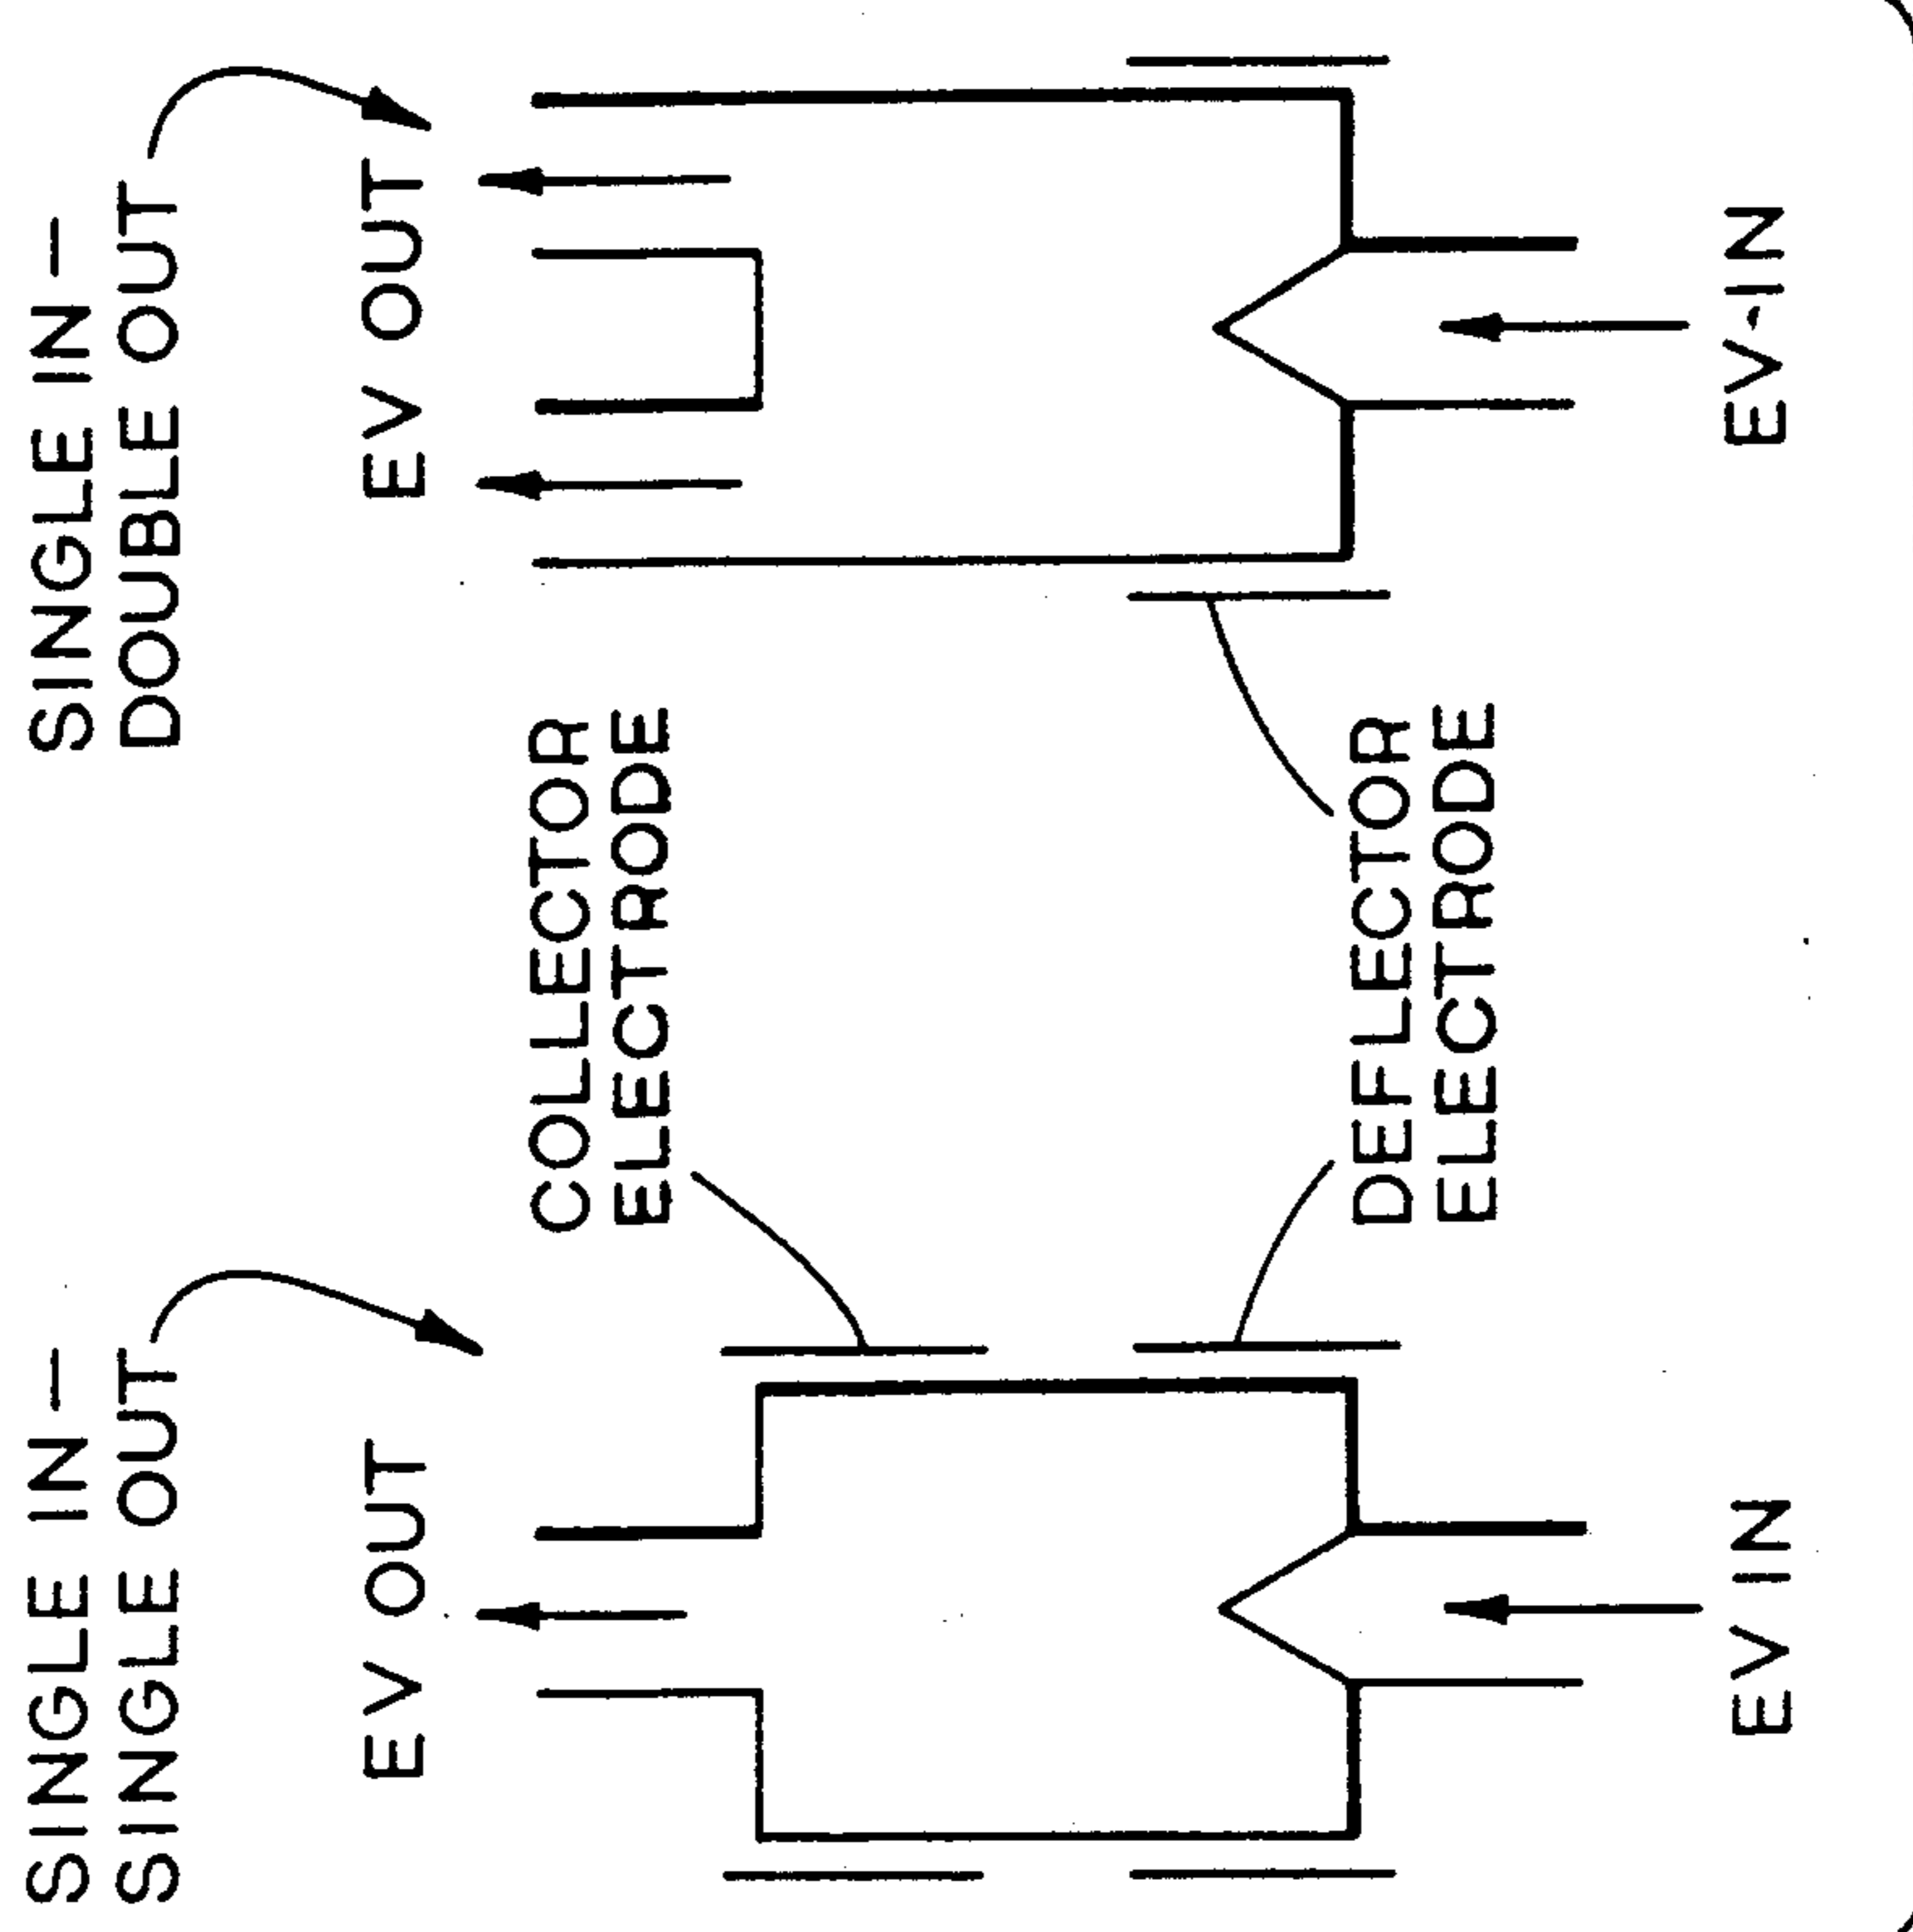 SINGLE IN—
SINGLE OUT
EV OUT
COLLECTOR
ELECTRODE
DEFLECTOR
ELECTRODE
EV IN
SINGLE IN—
DOUBLE OUT
EV OUT
EV-IN